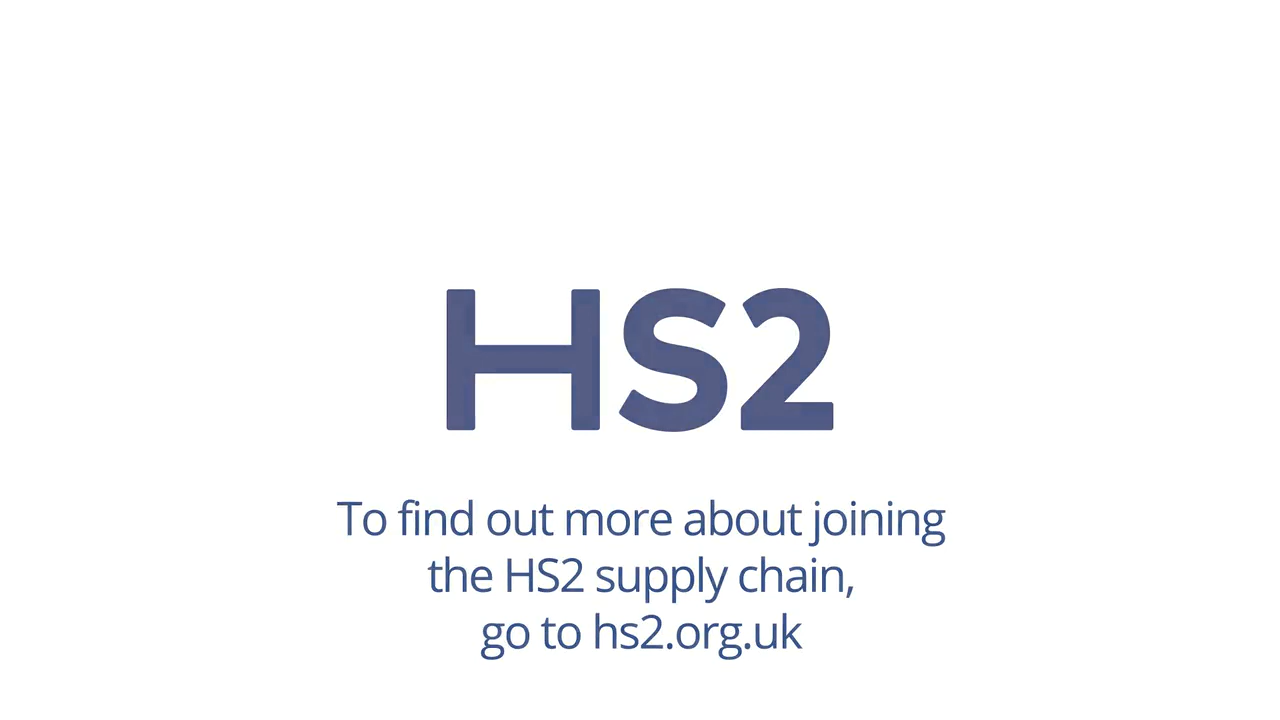 HS2
To find out more about joining
the HS2 supply chain,
go to hs2.org.uk